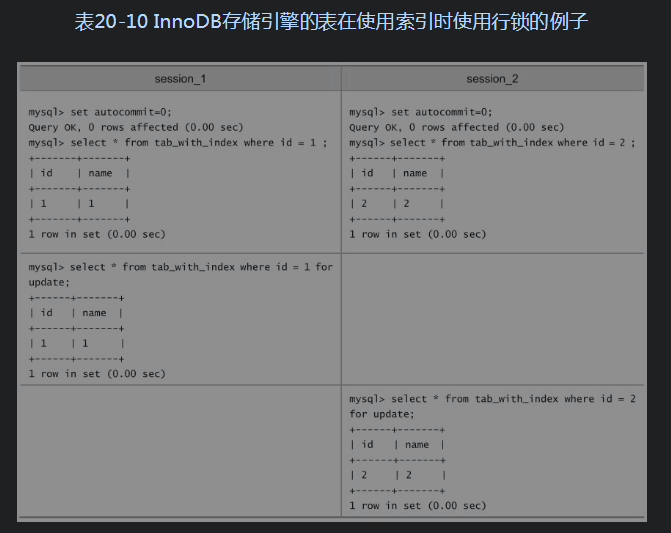 表20-10 InnoDB存储引擎的表在使用索引时使用行锁的例子
session_1
session_2
mysql> set autocommit=0;
Query OK, 0 rows affected (0.00 sec)
mysql> select * from tab_with_index where id = 1 ;
+------+-------+
| id | name |
+------+-------+
| 1 | 1 |
+------+-------+
1 row in set (0.00 sec)
mysql> set autocommit=0;
Query OK, 0 rows affected (0.00 sec)
mysql> select * from tab_with_index where id = 2 ;
+------+-------+
| id | name |
+------+-------+
| 2 | 2 |
+------+-------+
1 row in set (0.00 sec)
mysql> select * from tab_with_index where id = 1 for
update;
+------+-------+
| id | name |
+------+-------+
| 1 | 1 |
+------+-------+
1 row in set (0.00 sec)
mysql> select * from tab_with_index where id = 2
for update;
+------+-------+
| id | name |
+------+-------+
| 2 | 2 |
+------+-------+
1 row in set (0.00 sec)